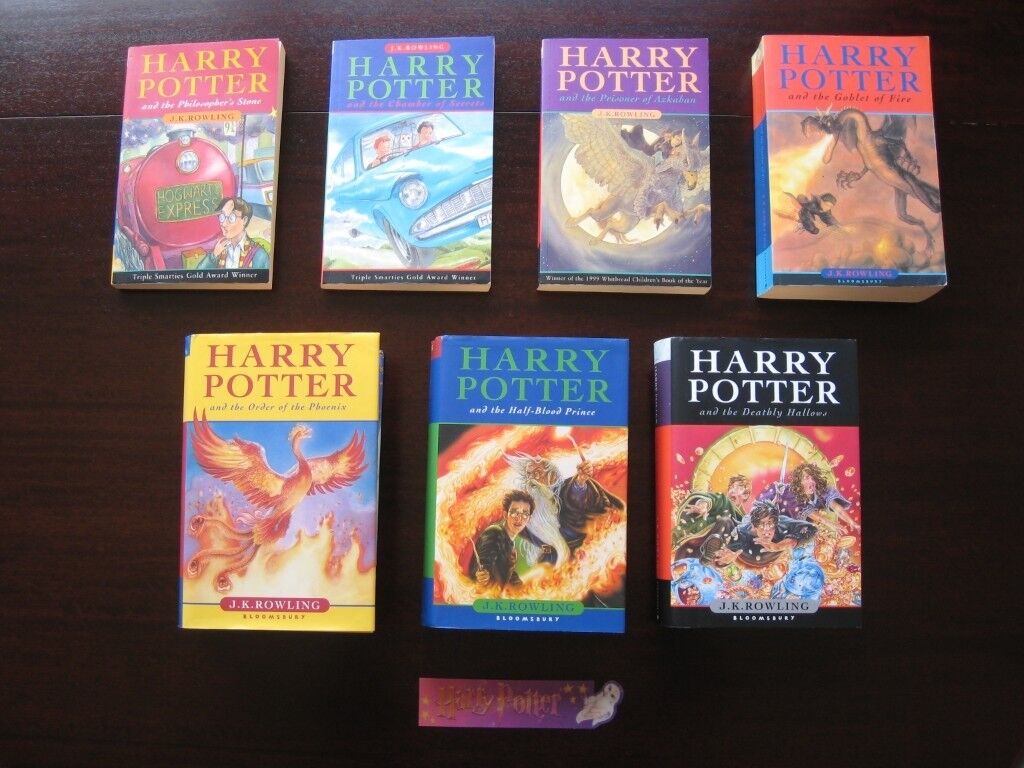 HARRY
POTTER
and the Philosopher's Stone
J.K.ROWLING
HOGWARTS
EXPRESS
Triple Smarties Gold Award Winner
J.K.ROWLING
HARRY
POTTER
and the Chamber of Secrets
Triple Smarties Gold Award Winner
HARRY
POTTER
and the Prisoner of Azkaban
J.K.ROWLING
Winner of the 1999 Whitbread Children's Book of the Year
HARRY
POTTER
and the Goblet of Fire
J.K.ROWLING
BLOOMSBURY
HARRY
POTTER
and the Order of the Phoenix
J.K.ROWLING
BLOOMSBURY
HARRY
POTTER
and the Half-Blood Prince
J.K.ROWLING
BLOOMSBURY
HARRY
POTTER
and the Deathly Hallows
J.K.ROWLING
BLOOMSBURY
Harry Potter